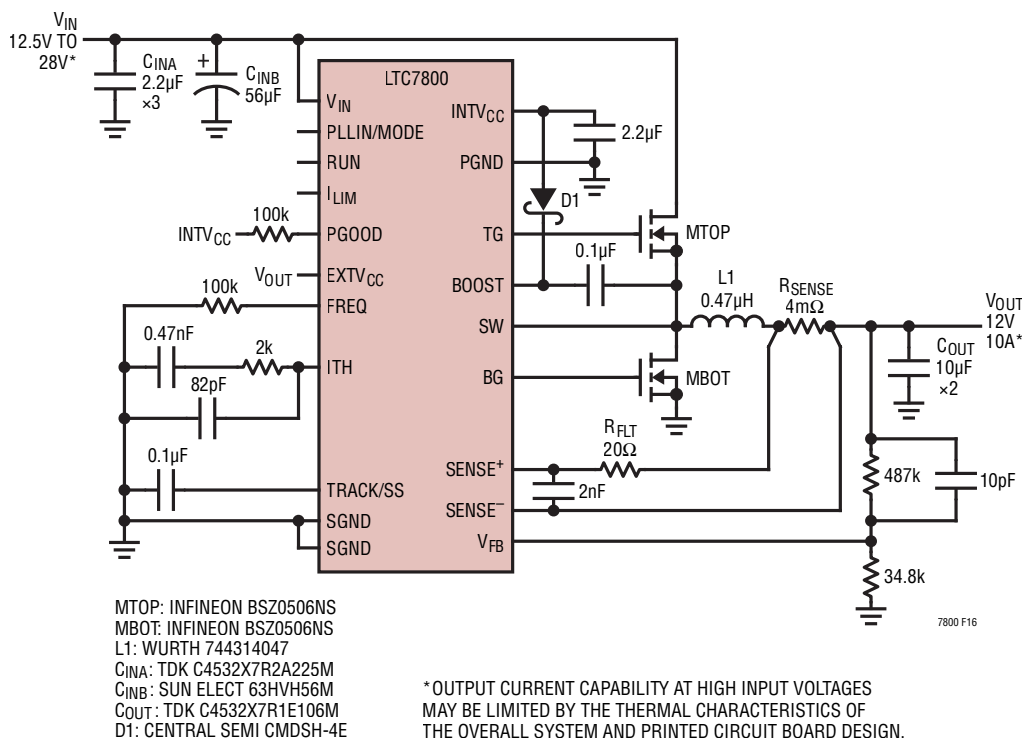 VIN
12.5V TO
28V*
CINA
2.2µF
×3
+
CINB
56µF
LTC7800
VIN
PLLIN/MODE
RUN
ILIM
PGOOD
EXTVCC
FREQ
ITH
TRACK/SS
SGND
SGND
INTVCC
PGND
TG
BOOST
SW
BG
SENSE+
SENSE–
VFB
INTVCC
100k
VOUT
100k
0.47nF
2k
82pF
0.1µF
2.2µF
D1
0.1µF
MTOP
L1
0.47µH
RSENSE
4mΩ
VOUT
12V
10A*
COUT
10µF
×2
MBOT
RFLT
20Ω
2nF
487k
10pF
34.8k
7800 F16
MTOP: INFINEON BSZ0506NS
MBOT: INFINEON BSZ0506NS
L1: WURTH 744314047
CINA: TDK C4532X7R2A225M
CINB: SUN ELECT 63HVH56M
COUT: TDK C4532X7R1E106M
D1: CENTRAL SEMI CMDSH-4E
*OUTPUT CURRENT CAPABILITY AT HIGH INPUT VOLTAGES
MAY BE LIMITED BY THE THERMAL CHARACTERISTICS OF
THE OVERALL SYSTEM AND PRINTED CIRCUIT BOARD DESIGN.